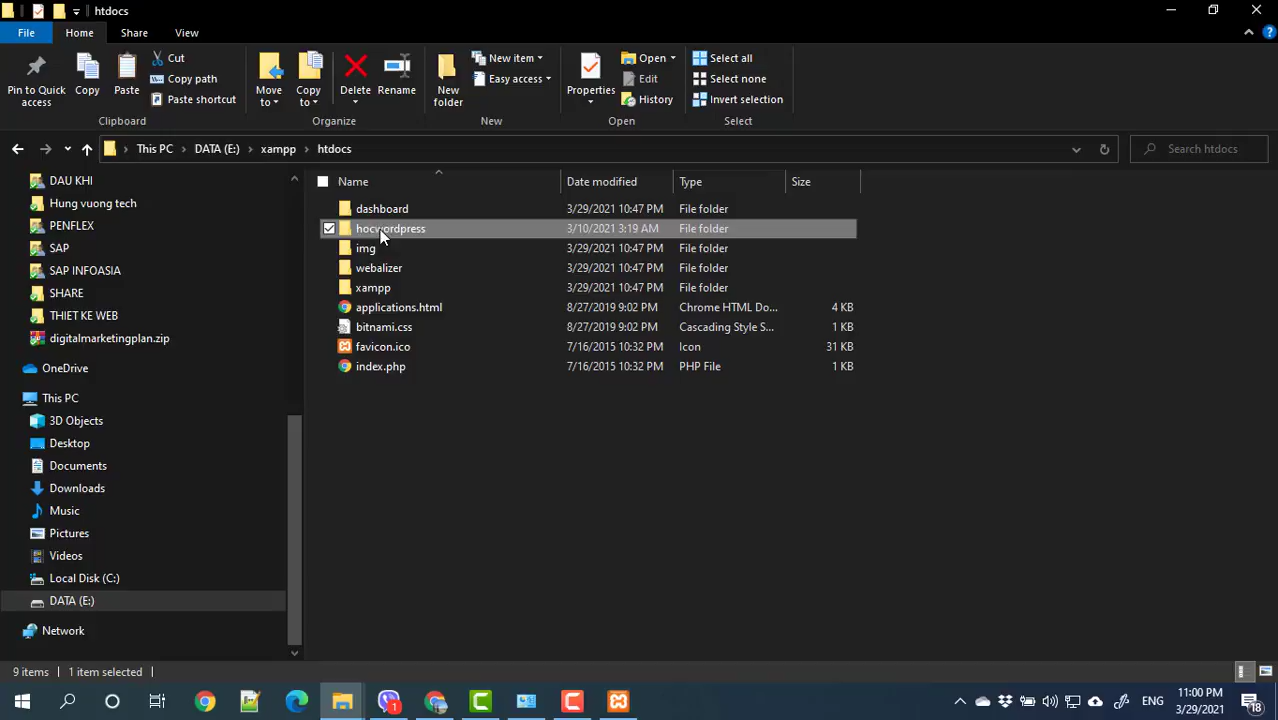 htdocs
File Home Share View
Pin to Quick access
Copy
Paste
Cut
Copy path
Paste shortcut
Clipboard
Move to
Copy to
Delete
Rename
Organize
New folder
New item
Easy access
New
Properties
Open
Edit
History
Open
Select all
Select none
Invert selection
Select
This PC > DATA (E:) > xampp > htdocs
Search htdocs
DAU KHI
Hung vuong tech
PENFLEX
SAP
SAP INFOASIA
SHARE
THIET KE WEB
digitalmarketingplan.zip
OneDrive
This PC
3D Objects
Desktop
Documents
Downloads
Music
Pictures
Videos
Local Disk (C:)
DATA (E:)
Network
Name Date modified Type Size
dashboard 3/29/2021 10:47 PM File folder
hocwordpress 3/10/2021 3:19 AM File folder
img 3/29/2021 10:47 PM File folder
webalizer 3/29/2021 10:47 PM File folder
xampp 3/29/2021 10:47 PM File folder
applications.html 8/27/2019 9:02 PM Chrome HTML Do... 4 KB
bitnami.css 8/27/2019 9:02 PM Cascading Style S... 1 KB
favicon.ico 7/16/2015 10:32 PM Icon 31 KB
index.php 7/16/2015 10:32 PM PHP File 1 KB
9 items 1 item selected
1
ENG
11:00 PM
3/29/2021
18